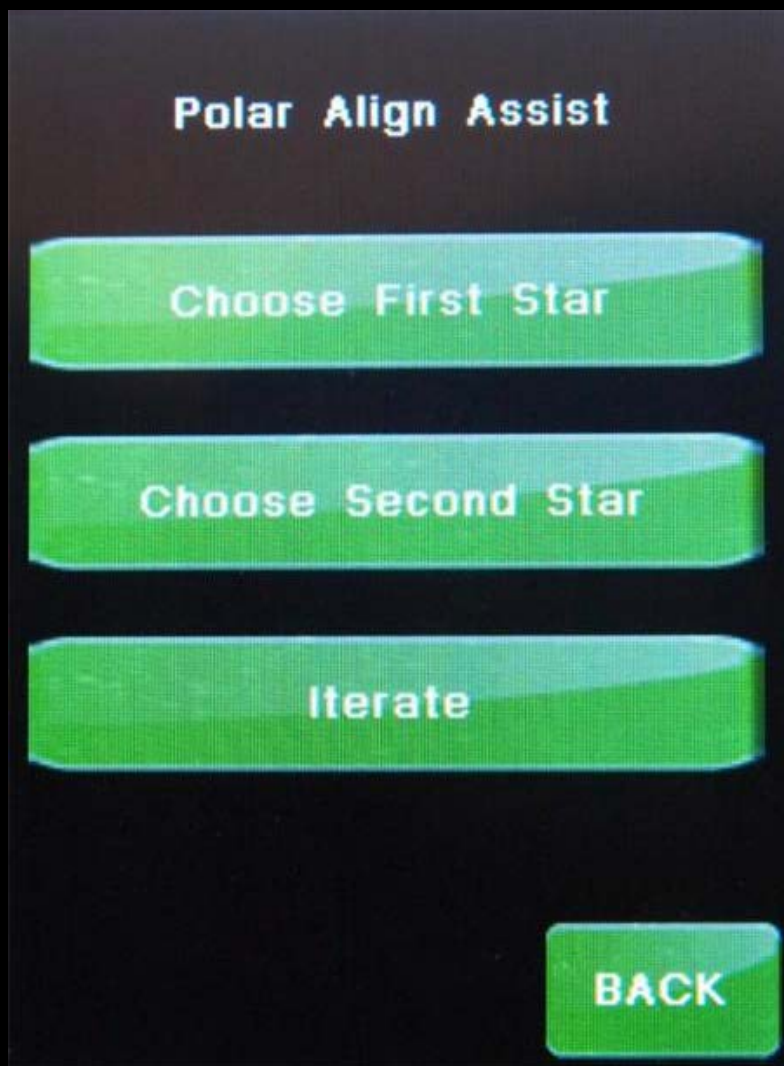 Polar Align Assist
Choose First Star
Choose Second Star
Iterate
BACK